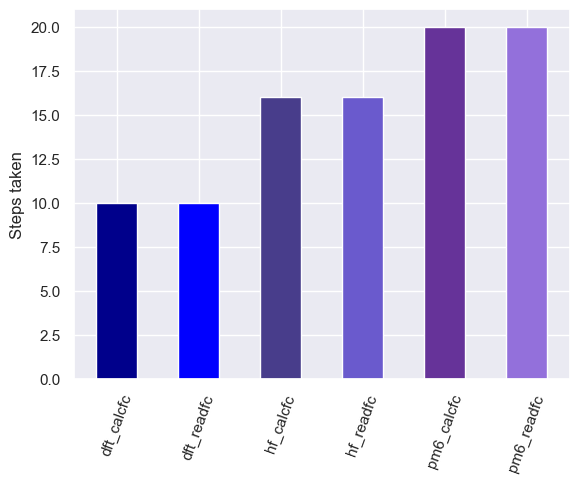 Steps taken
20.0
17.5
15.0
12.5
10.0
7.5
5.0
2.5
0.0
dft_calcfc
dft_readfc
hf_calcfc
hf_readfc
pm6_calcfc
pm6_readfc